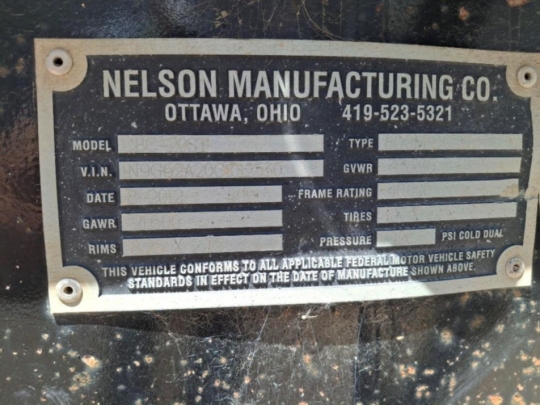 NELSON MANUFACTURING CO.
OTTAWA, OHIO 419-523-5321
MODEL TYPE
V.I.N. GVWR
DATE FRAME RATING
GAWR TIRES
RIMS PRESSURE PSI COLD DUAL
THIS VEHICLE CONFORMS TO ALL APPLICABLE FEDERAL MOTOR VEHICLE SAFETY
STANDARDS IN EFFECT ON THE DATE OF MANUFACTURE SHOWN ABOVE.